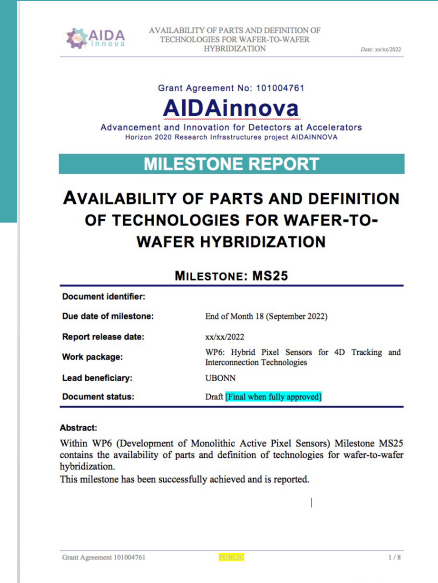 AIDA
innova
AVAILABILITY OF PARTS AND DEFINITION OF
TECHNOLOGIES FOR WAFER-TO-WAFER
HYBRIDIZATION
Date: xx/xx/2022
Grant Agreement No: 101004761
AIDAinnova
Advancement and Innovation for Detectors at Accelerators
Horizon 2020 Research Infrastructures project AIDAINNOVA
MILESTONE REPORT
AVAILABILITY OF PARTS AND DEFINITION
OF TECHNOLOGIES FOR WAFER-TO-
WAFER HYBRIDIZATION
MILESTONE: MS25
Document identifier:
Due date of milestone: End of Month 18 (September 2022)
Report release date: xx/xx/2022
Work package: WP6: Hybrid Pixel Sensors for 4D Tracking and
Interconnection Technologies
Lead beneficiary: UBONN
Document status: Draft [Final when fully approved]
Abstract:
Within WP6 (Development of Monolithic Active Pixel Sensors) Milestone MS25
contains the availability of parts and definition of technologies for wafer-to-wafer
hybridization.
This milestone has been successfully achieved and is reported.
Grant Agreement 101004761 PUBLIC 1 / 8